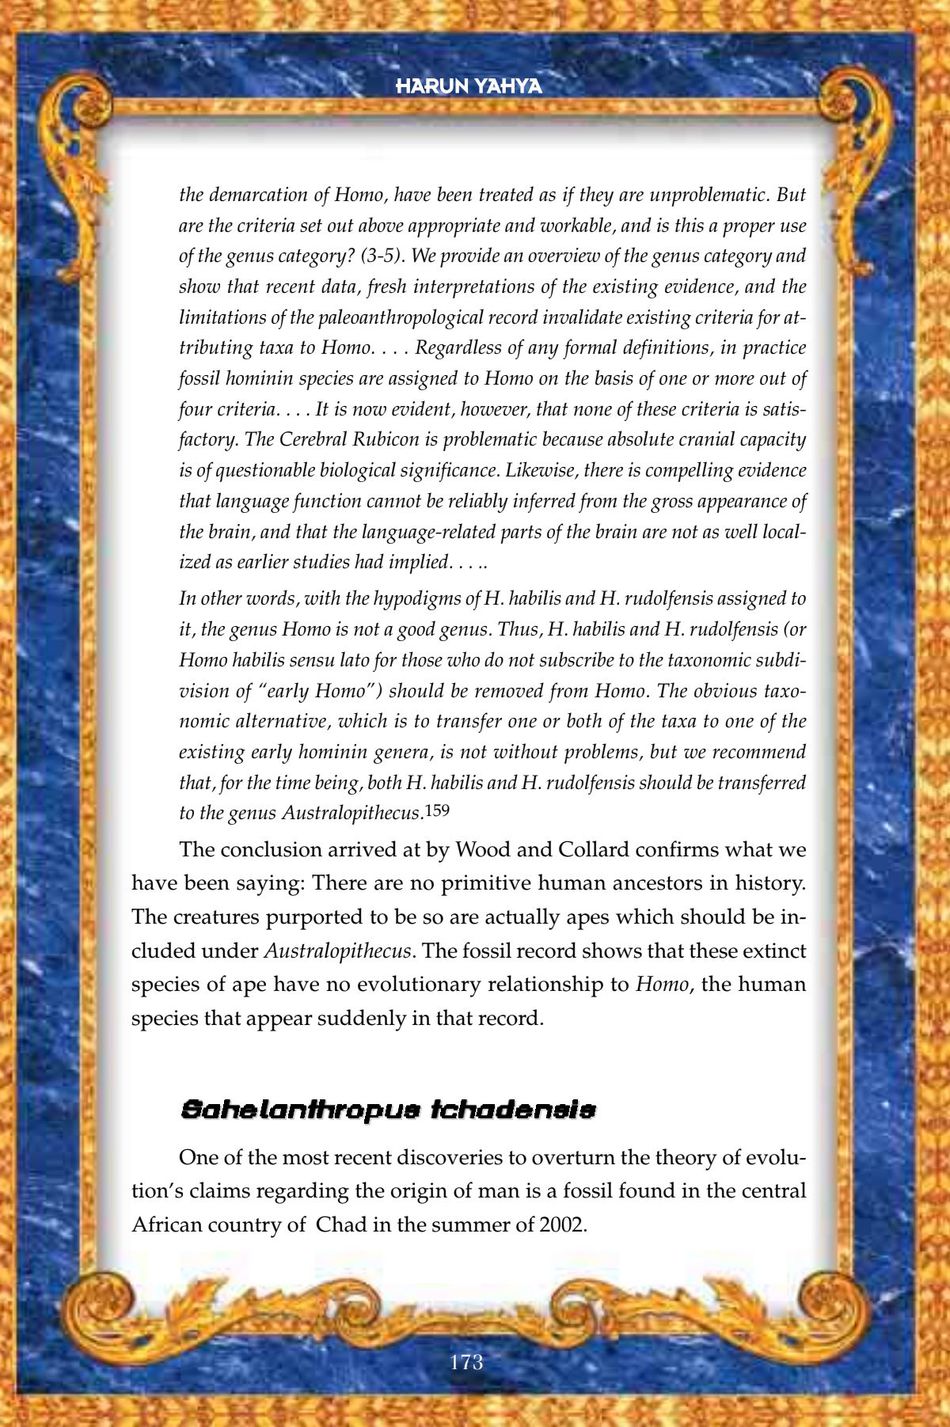 HARUN YAHYA
the demarcation of Homo, have been treated as if they are unproblematic. But
are the criteria set out above appropriate and workable, and is this a proper use
of the genus category? (3-5). We provide an overview of the genus category and
show that recent data, fresh interpretations of the existing evidence, and the
limitations of the paleoanthropological record invalidate existing criteria for at-
tributing taxa to Homo. . . . Regardless of any formal definitions, in practice
fossil hominin species are assigned to Homo on the basis of one or more out of
four criteria. . . . It is now evident, however, that none of these criteria is satis-
factory. The Cerebral Rubicon is problematic because absolute cranial capacity
is of questionable biological significance. Likewise, there is compelling evidence
that language function cannot be reliably inferred from the gross appearance of
the brain, and that the language-related parts of the brain are not as well local-
ized as earlier studies had implied. . . ..
In other words, with the hypodigms of H. habilis and H. rudolfensis assigned to
it, the genus Homo is not a good genus. Thus, H. habilis and H. rudolfensis (or
Homo habilis sensu lato for those who do not subscribe to the taxonomic subdi-
vision of “early Homo”) should be removed from Homo. The obvious taxo-
nomic alternative, which is to transfer one or both of the taxa to one of the
existing early hominin genera, is not without problems, but we recommend
that, for the time being, both H. habilis and H. rudolfensis should be transferred
to the genus Australopithecus.159
The conclusion arrived at by Wood and Collard confirms what we
have been saying: There are no primitive human ancestors in history.
The creatures purported to be so are actually apes which should be in-
cluded under Australopithecus. The fossil record shows that these extinct
species of ape have no evolutionary relationship to Homo, the human
species that appear suddenly in that record.
Sahelanthropus tchadensis
One of the most recent discoveries to overturn the theory of evolu-
tion’s claims regarding the origin of man is a fossil found in the central
African country of Chad in the summer of 2002.
173